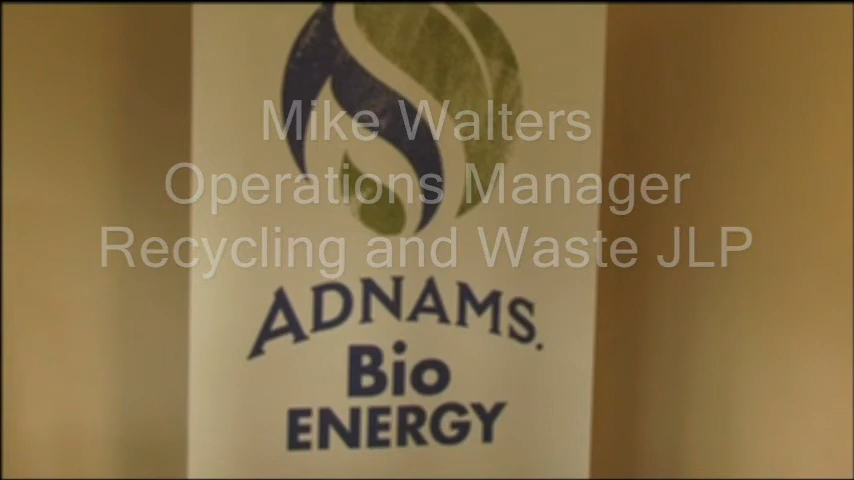 Mike Walters
Operations Manager
Recycling and Waste JLP
ADNAMS.
Bio
ENERGY